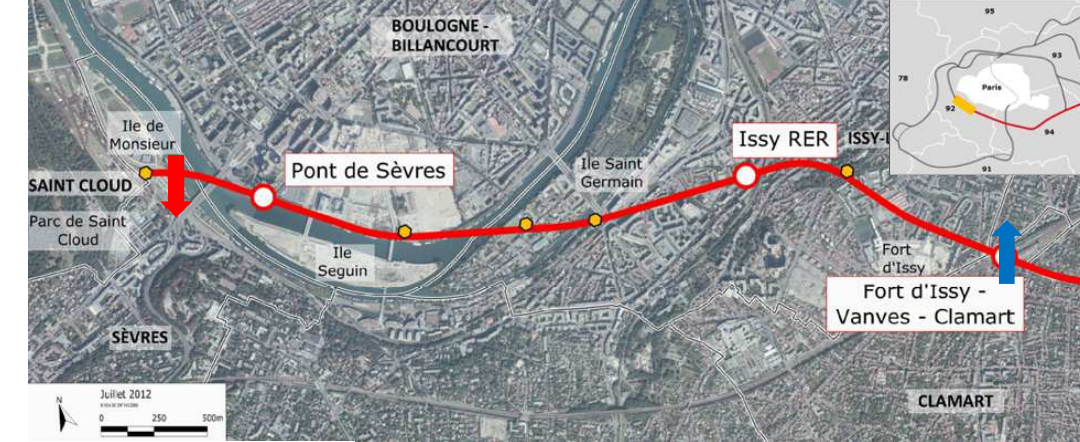 BOULOGNE -
BILLANCOURT
95
93
78
Paris
92
94
91
Ile de
Monsieur
Pont de Sèvres
Issy RER
ISSY-L
Ile Saint
Germain
SAINT CLOUD
Parc de Saint
Cloud
Ile
Seguin
Fort
d'Issy
Fort d'Issy -
Vanves - Clamart
SÈVRES
CLAMART
N
Juillet 2012
0 250 500m